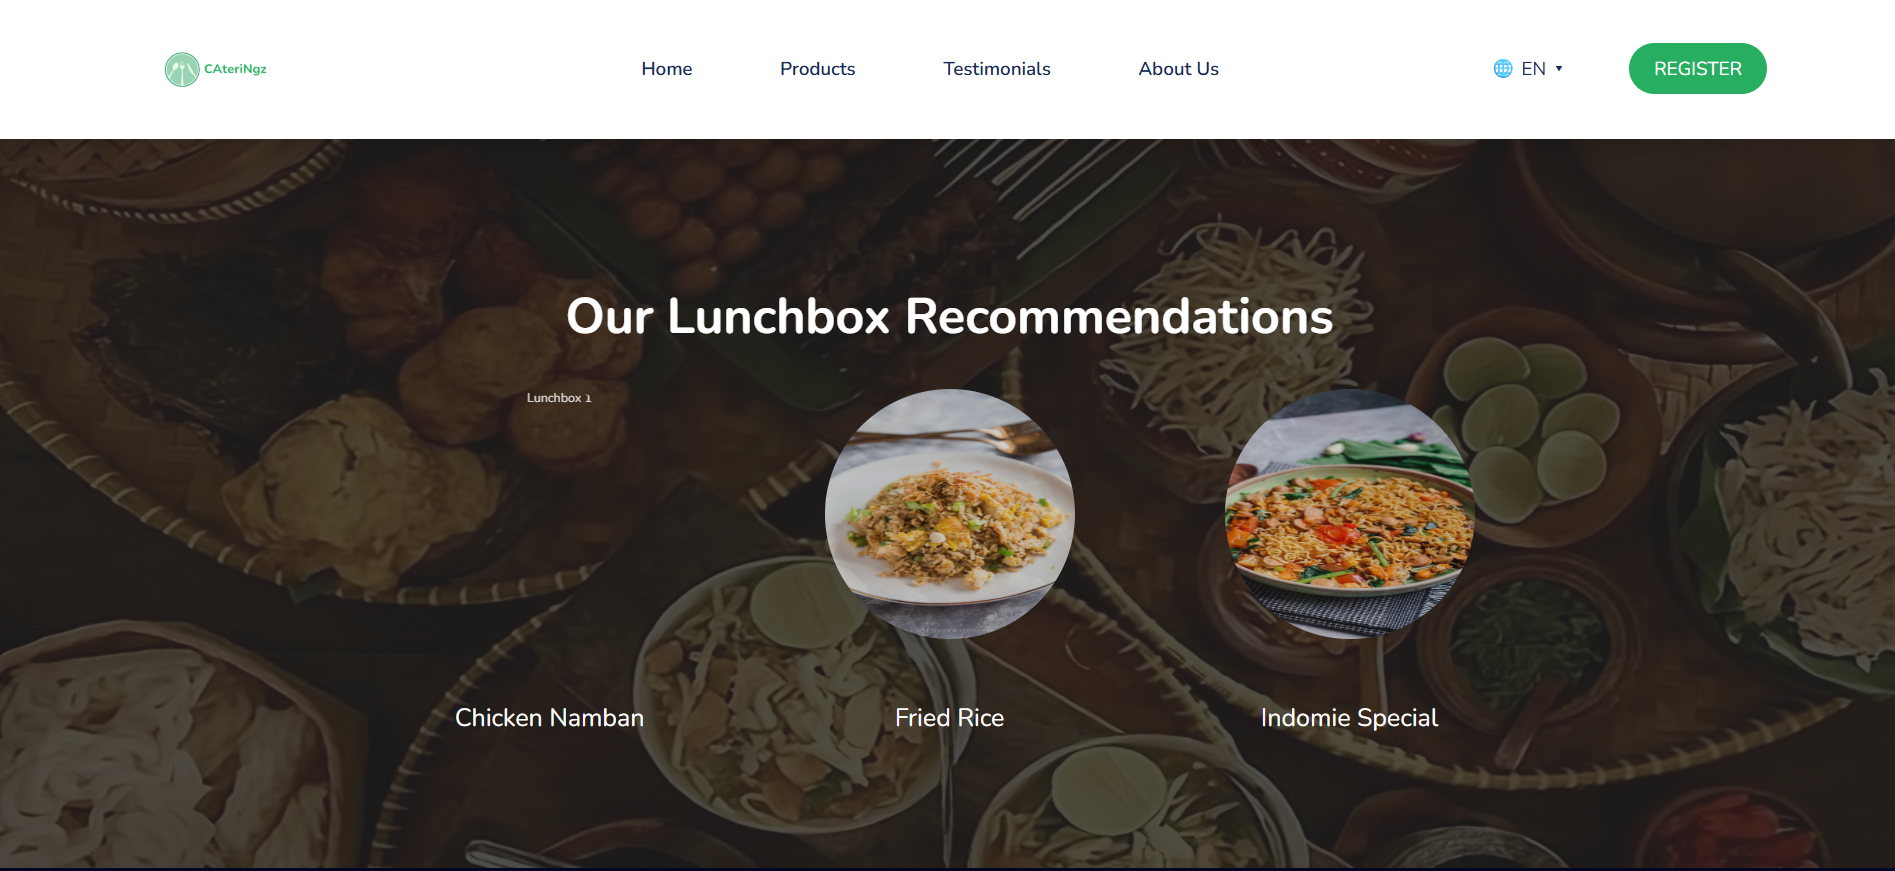 CAteriNgz
Home
Products
Testimonials
About Us
EN
REGISTER
Our Lunchbox Recommendations
Lunchbox 1
Chicken Namban
Fried Rice
Indomie Special